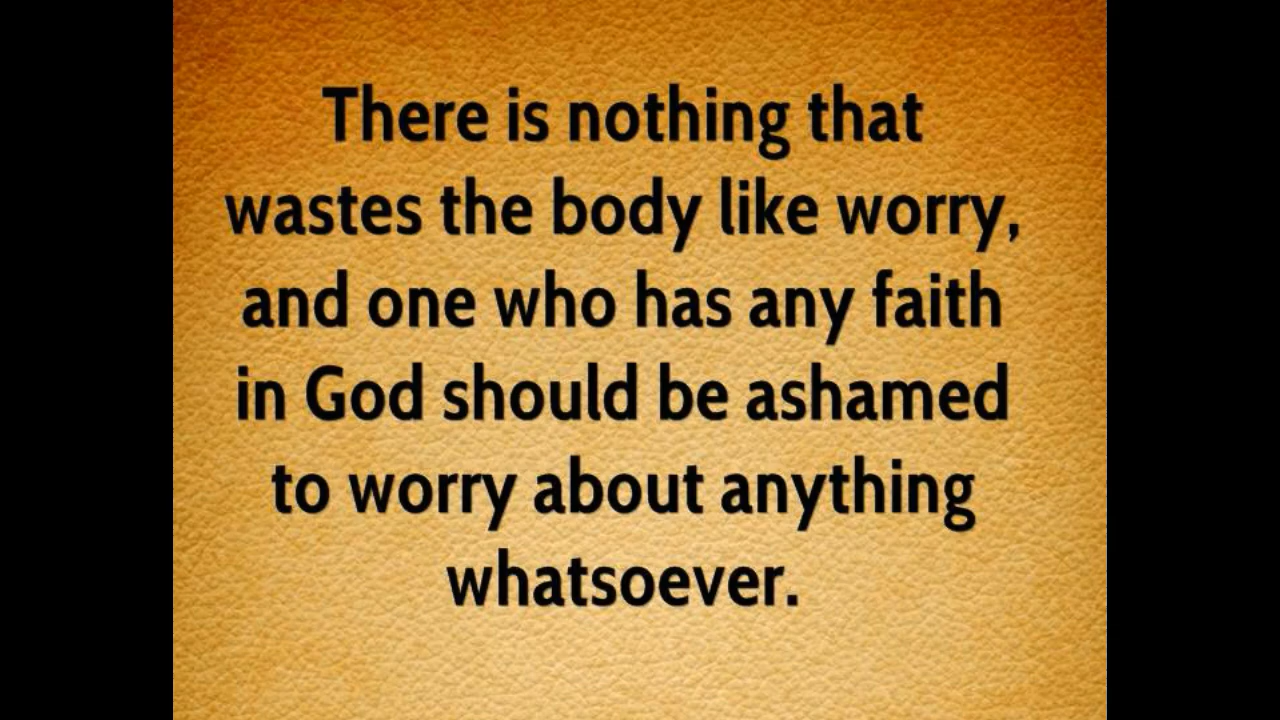 There is nothing that
wastes the body like worry,
and one who has any faith
in God should be ashamed
to worry about anything
whatsoever.